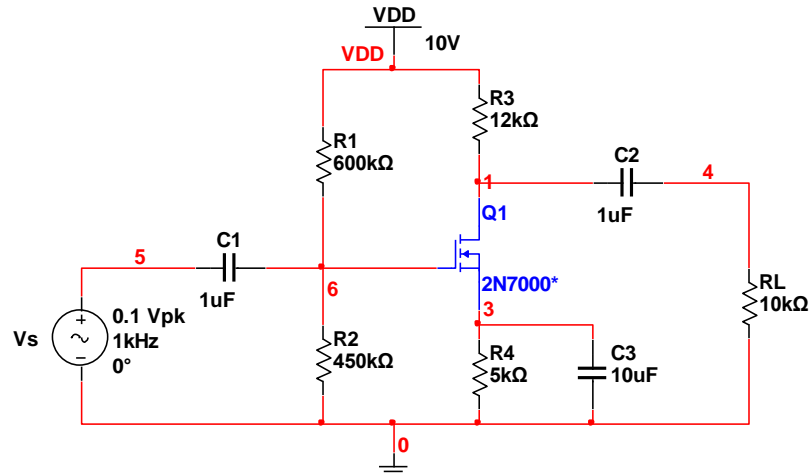 VDD
10V
VDD
R3
12kΩ
R1
600kΩ
C2
1
4
1uF
Q1
5
C1
6
2N7000*
1uF
3
RL
10kΩ
Vs
0.1 Vpk
1kHz
0°
R2
450kΩ
R4
5kΩ
C3
10uF
0